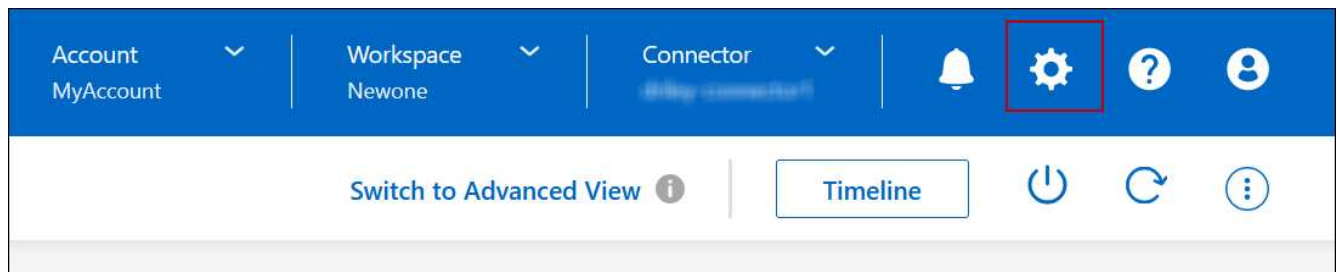 Account
MyAccount
Workspace
Newone
Connector
Switch to Advanced View
Timeline